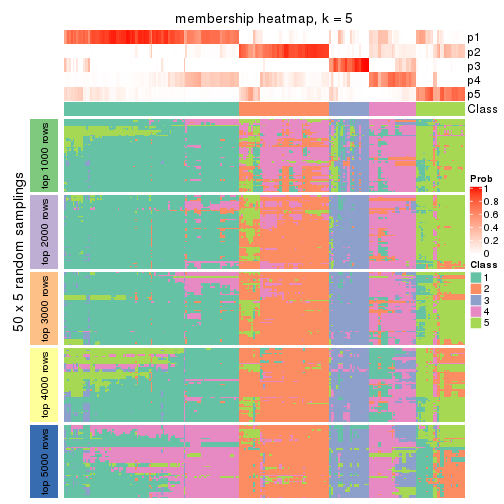 membership heatmap, k = 5
p1
p2
p3
p4
p5
Class
50 x 5 random samplings
top 1000 rows
top 2000 rows
top 3000 rows
top 4000 rows
top 5000 rows
Prob
1
0.8
0.6
0.4
0.2
0
Class
1
2
3
4
5